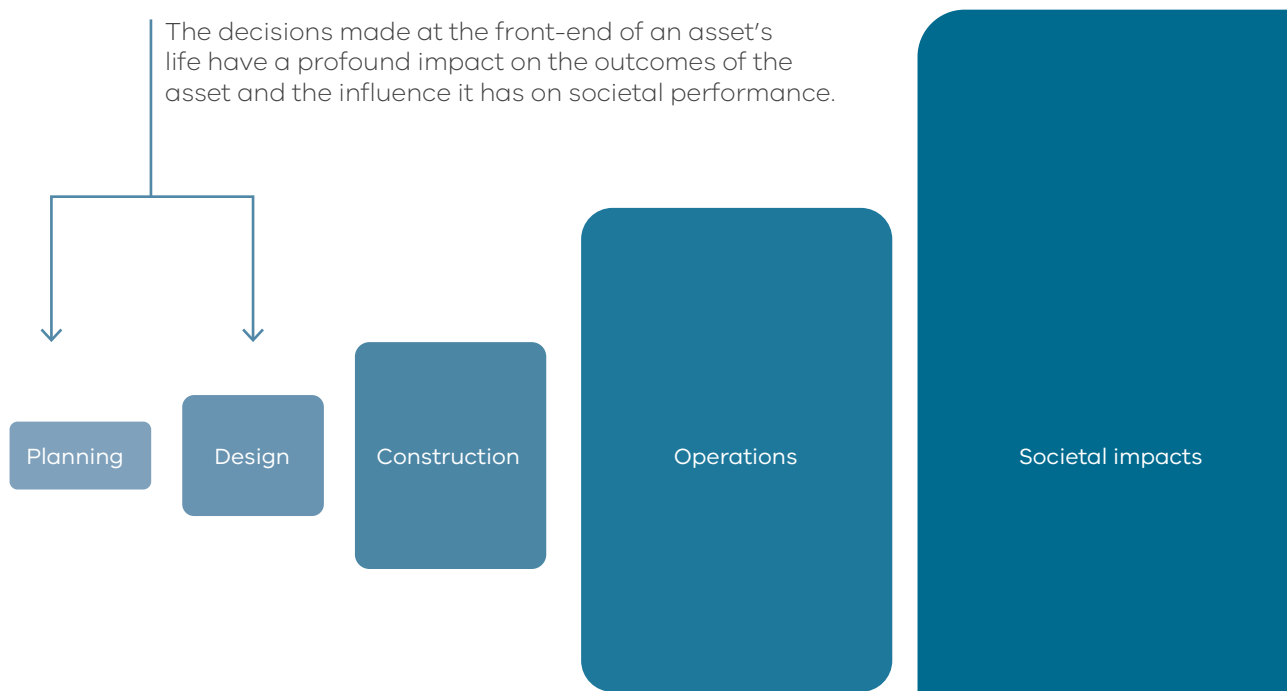 The decisions made at the front-end of an asset's
life have a profound impact on the outcomes of the
asset and the influence it has on societal performance.
Planning
Design
Construction
Operations
Societal impacts